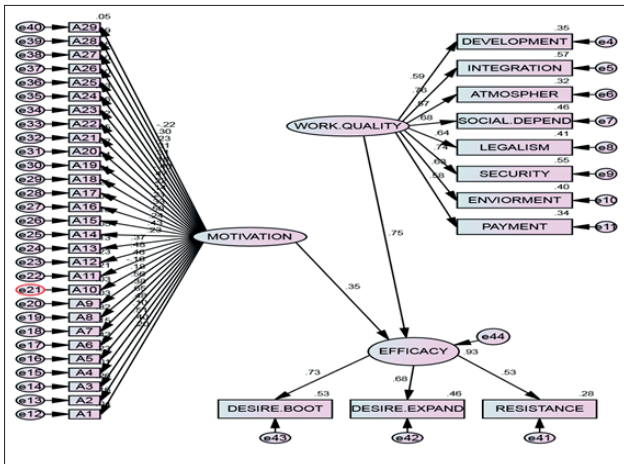 .05
e40 A29
e39 A28
e38 A27
e37 A26
e36 A25
e35 A24
e34 A23
e33 A22
e32 A21
e31 A20
e30 A19
e29 A18
e28 A17
e27 A16
e26 A15
e25 A14
e24 A13
e23 A12
e22 A11
e21 A10
e20 A9
e19 A8
e18 A7
e17 A6
e16 A5
e15 A4
e14 A3
e13 A2
e12 A1
-.22
.30
.23
.23
.37
MOTIVATION
WORK.QUALITY
.35
DEVELOPMENT e4
.57
INTEGRATION e5
.32
ATMOSPHER e6
.46
SOCIAL.DEPEND e7
.41
LEGALISM e8
.55
SECURITY e9
.40
ENVIORMENT e10
.34
PAYMENT e11
.59
.76
.57
.68
.64
.74
.63
.58
.75
.35
e44
EFFICACY
.93
.73
.68
.53
.53
DESIRE.BOOT
.46
DESIRE.EXPAND
.28
RESISTANCE
e43
e42
e41